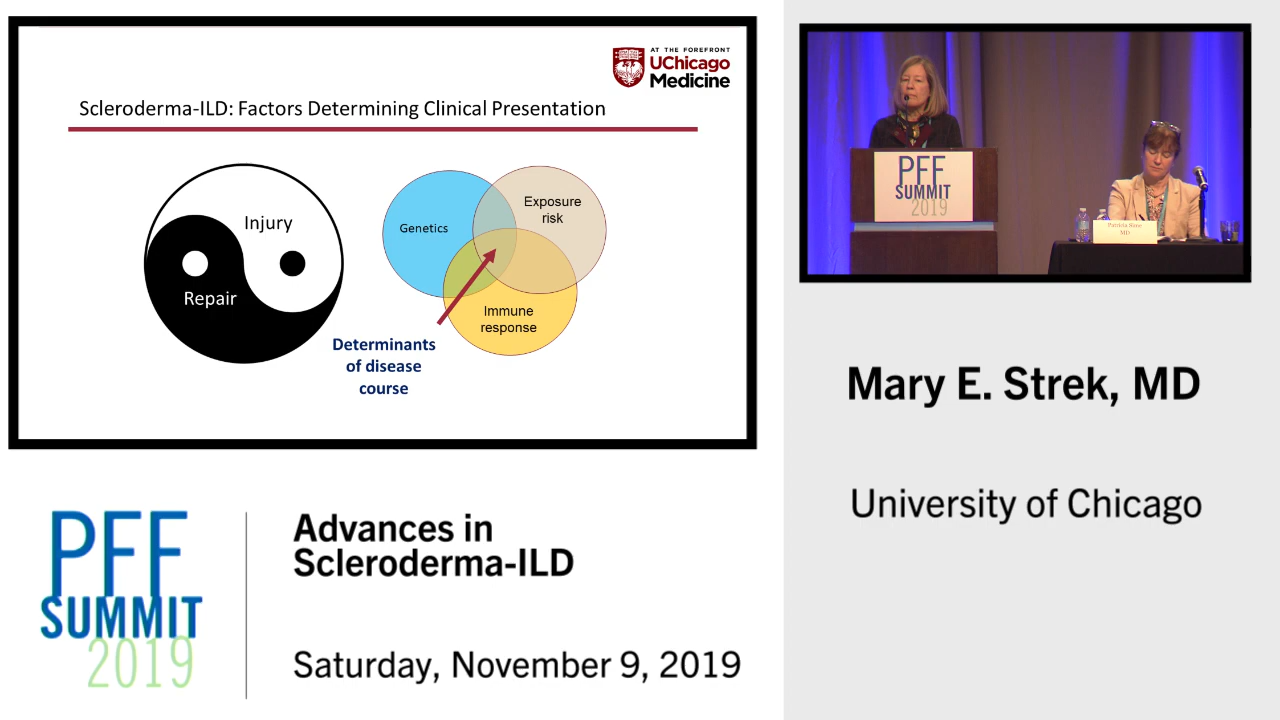 AT THE FOREFRONT
UChicago
Medicine
Scleroderma-ILD: Factors Determining Clinical Presentation
Injury
Repair
Genetics
Exposure
risk
Immune
response
Determinants
of disease
course
PFF
SUMMIT
2019
MD
Mary E. Strek, MD
University of Chicago
PFF
SUMMIT
2019
Advances in
Scleroderma-ILD
Saturday, November 9, 2019